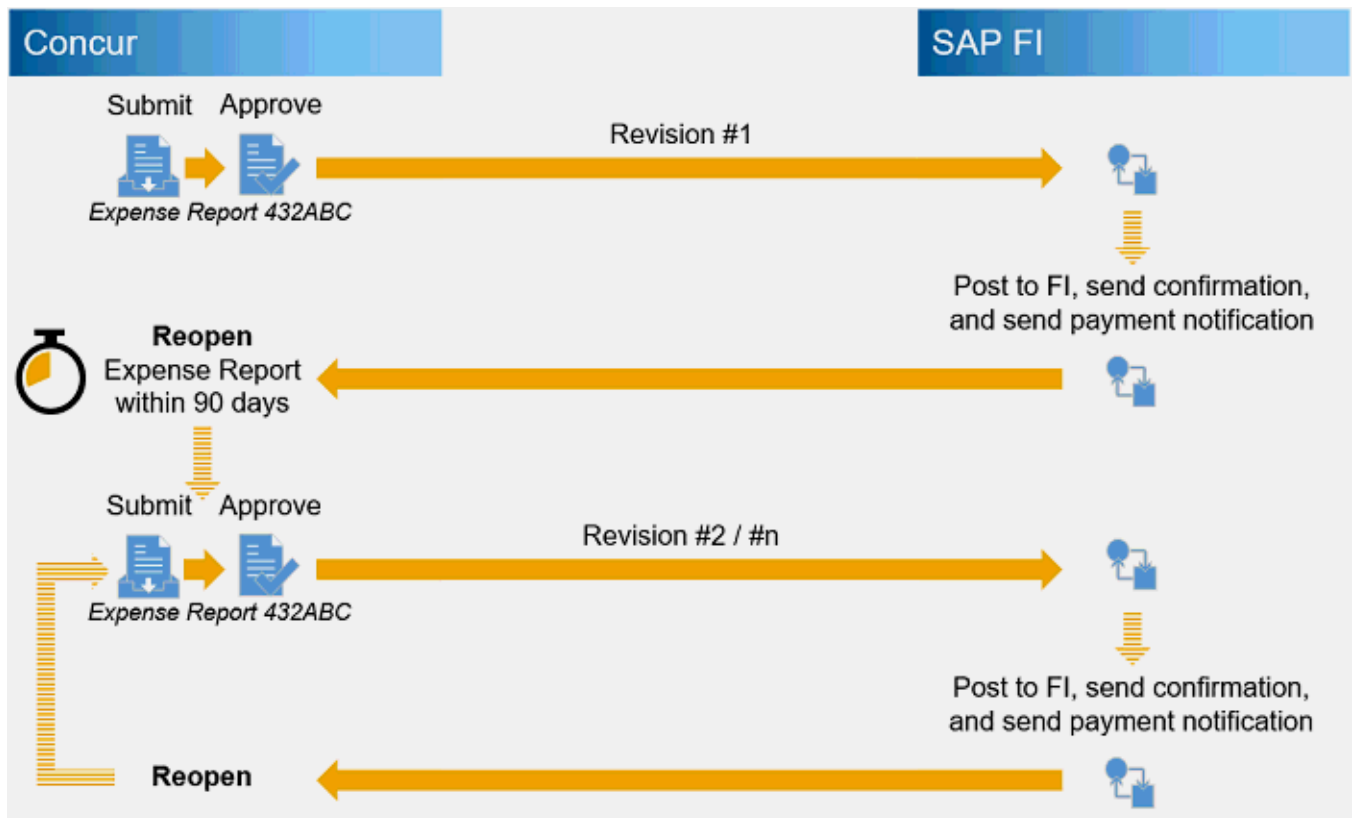 Concur
SAP FI
Submit Approve
Revision #1
Expense Report 432ABC
Post to FI, send confirmation,
and send payment notification
Reopen
Expense Report
within 90 days
Submit Approve
Revision #2 / #n
Expense Report 432ABC
Post to FI, send confirmation,
and send payment notification
Reopen